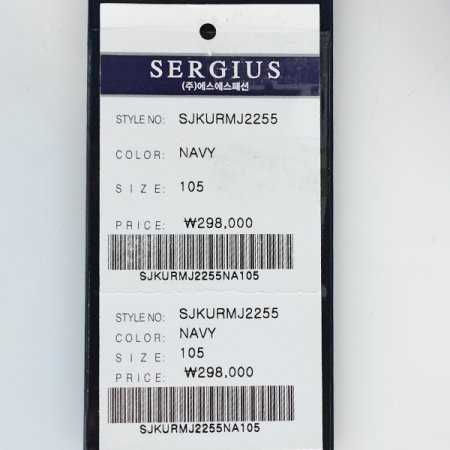 SERGIUS
(주)에스에스패션
STYLE NO: SJKURMJ2255
COLOR: NAVY
SIZE: 105
PRICE: ₩298,000
SJKURMJ2255NA105
STYLE NO: SJKURMJ2255
COLOR: NAVY
SIZE: 105
PRICE: ₩298,000
SJKURMJ2255NA105